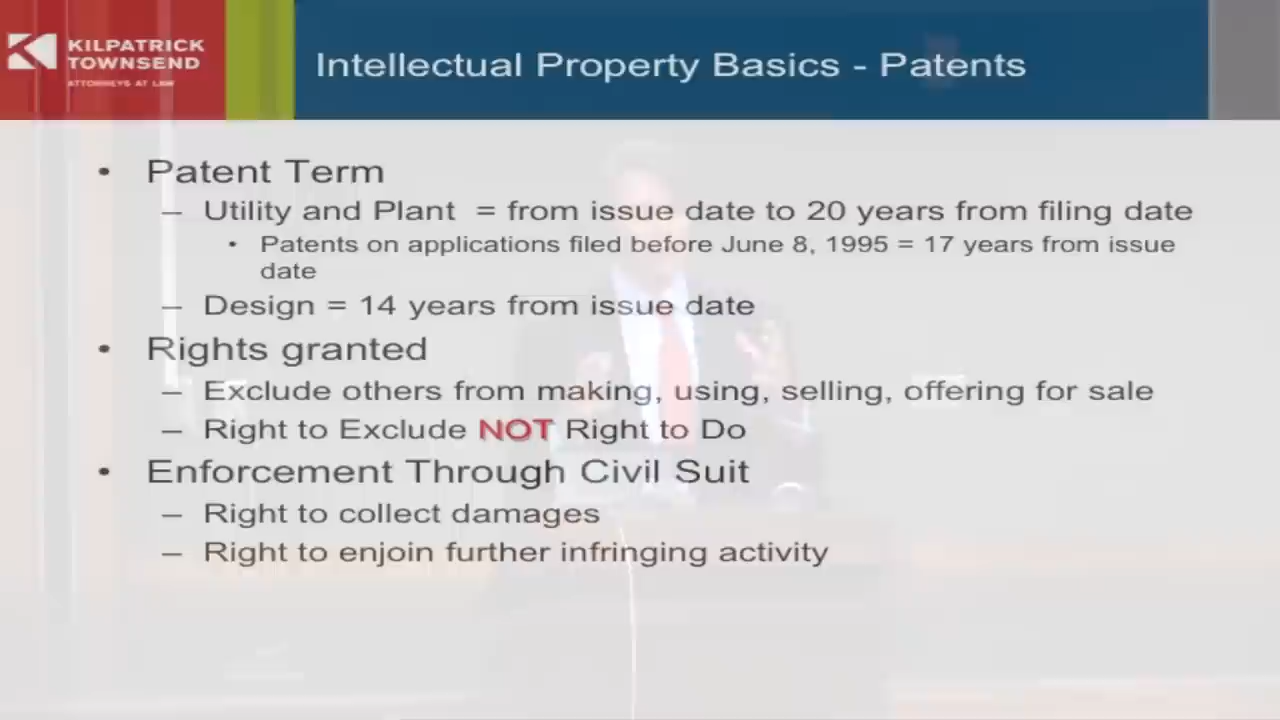 KILPATRICK
TOWNSEND
ATTORNEYS AT LAW
Intellectual Property Basics - Patents
• Patent Term
– Utility and Plant = from issue date to 20 years from filing date
• Patents on applications filed before June 8, 1995 = 17 years from issue
date
– Design = 14 years from issue date
• Rights granted
– Exclude others from making, using, selling, offering for sale
– Right to Exclude NOT Right to Do
• Enforcement Through Civil Suit
– Right to collect damages
– Right to enjoin further infringing activity